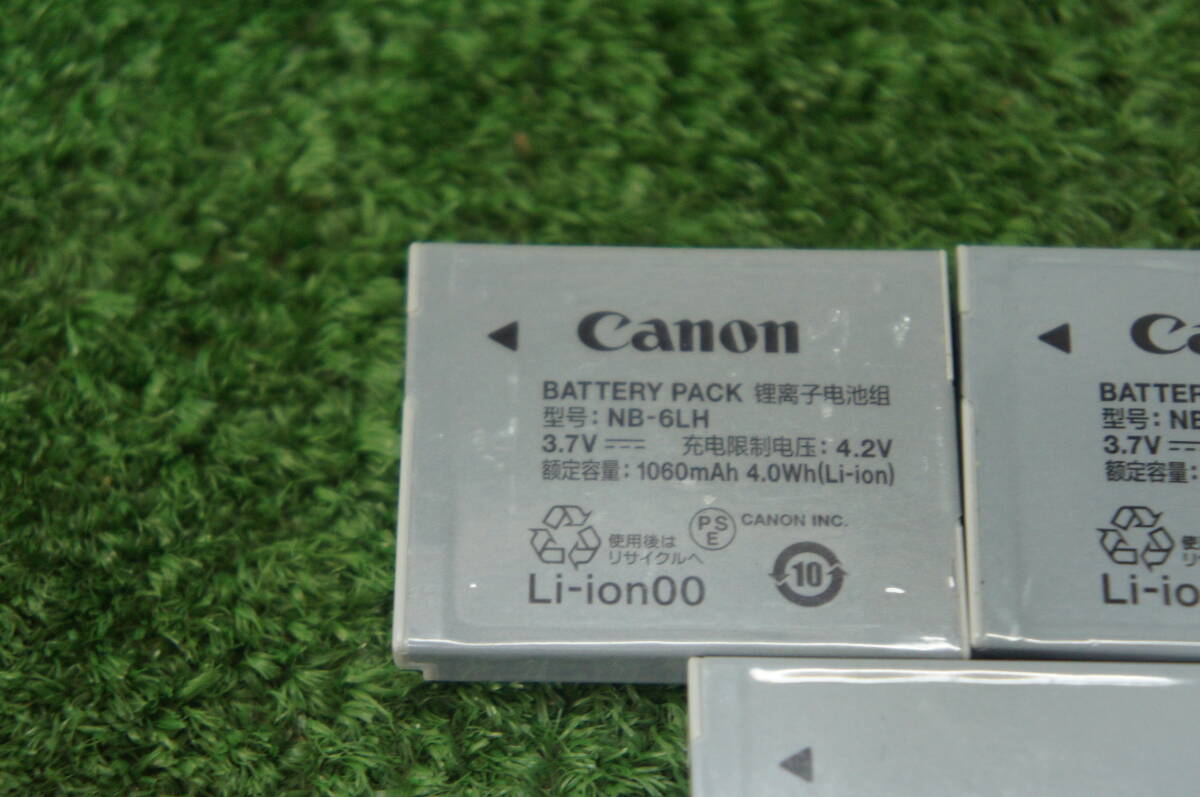 Canon
BATTERY PACK 锂离子电池组
型号: NB-6LH
3.7V 充电限制电压: 4.2V
额定容量: 1060mAh 4.0Wh(Li-ion)
使用後は
リサイクルへ
PS
E
CANON INC.
10
Li-ion00
Ca
BATTER
型号: NB
3.7V
额定容量:
Li-io